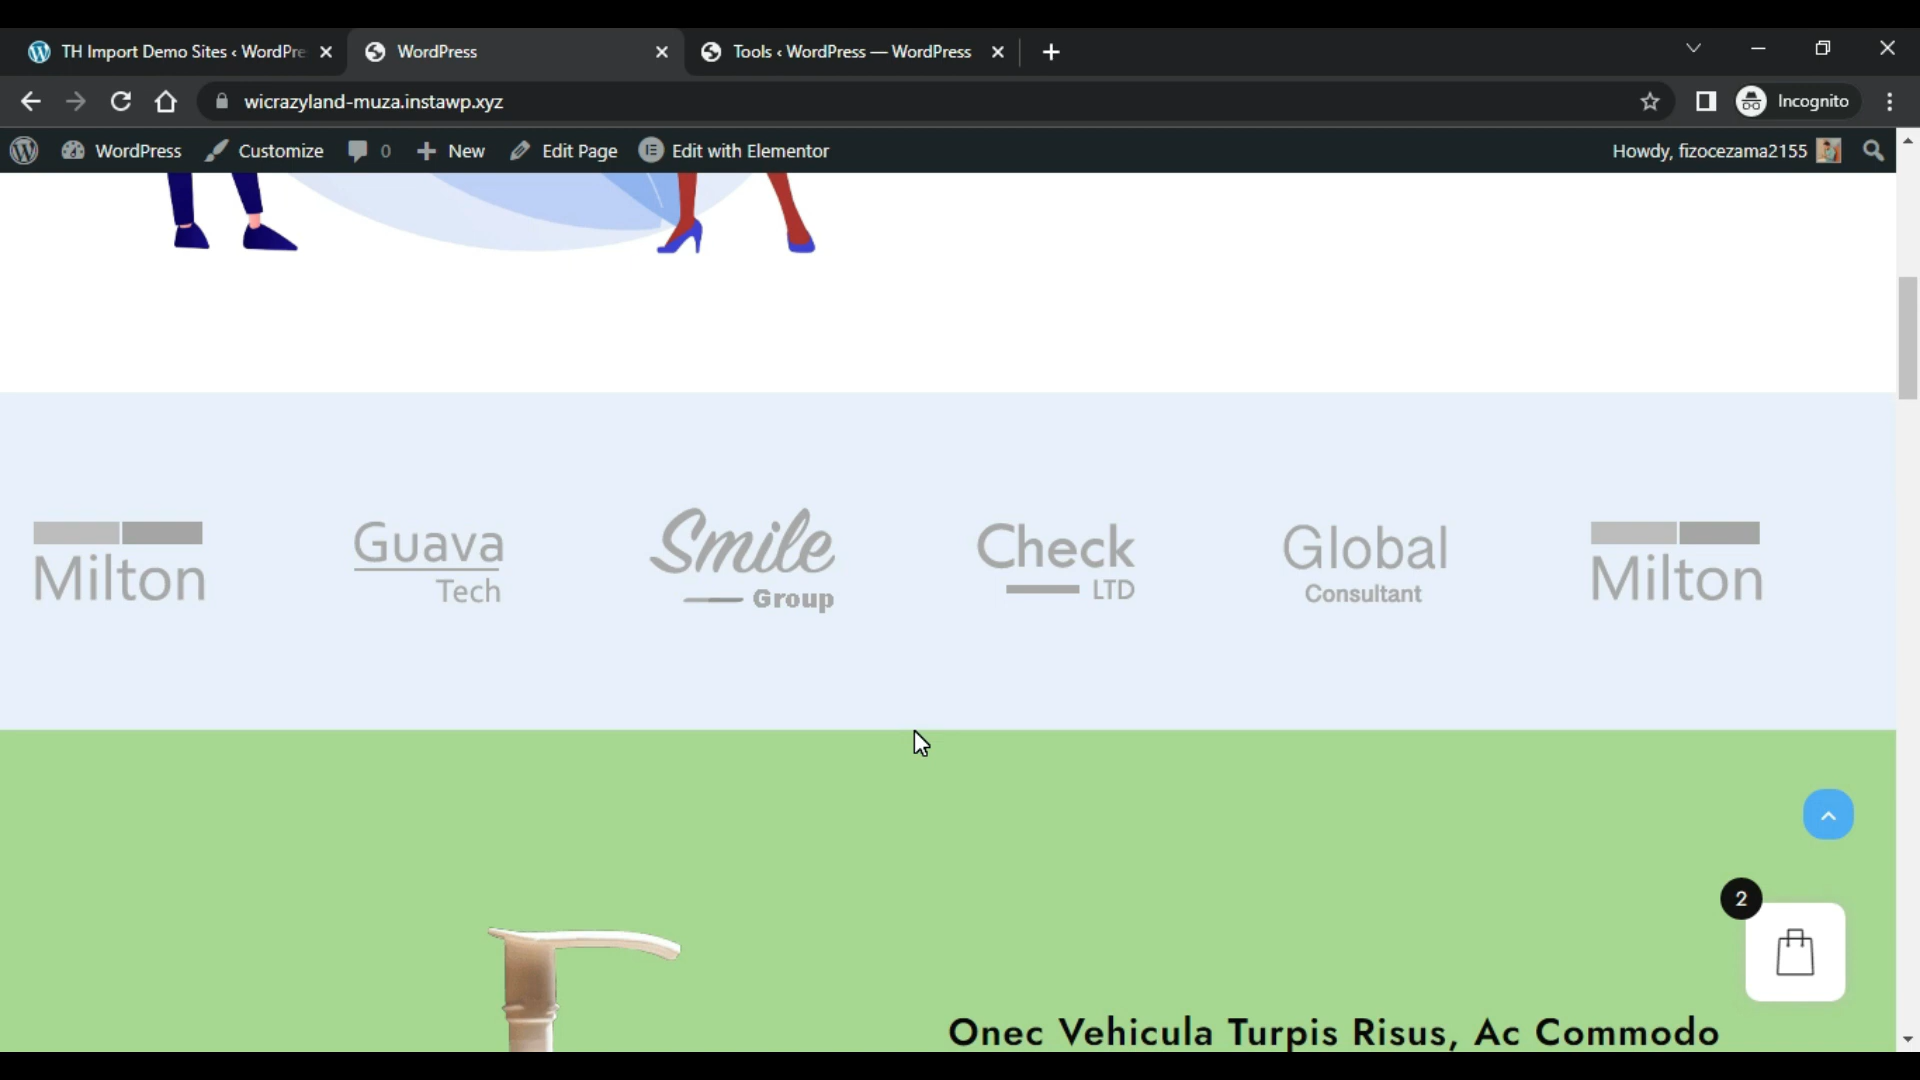 TH Import Demo Sites ‹ WordPre
WordPress
Tools ‹ WordPress — WordPress
wicrazyland-muza.instawp.xyz
Incognito
WordPress
Customize
0
New
Edit Page
Edit with Elementor
Howdy, fizocezama2155
Milton
Guava
Tech
Smile
Group
Check
LTD
Global
Consultant
Milton
2
Onec Vehicula Turpis Risus, Ac Commodo